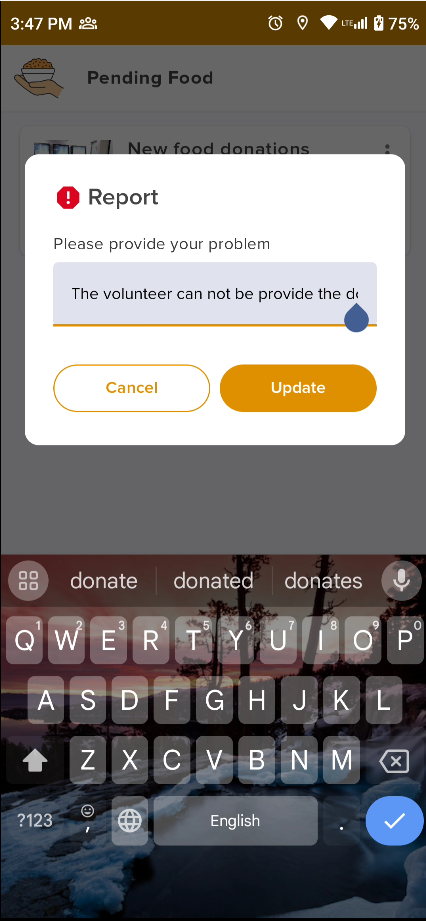 3:47 PM LTE 75%
Pending Food
New food donations
Report
Please provide your problem
The volunteer can not be provide the do
Cancel Update
donate donated donates
Q1 W2 E3 R4 T5 Y6 U7 I8 O9 P0
A S D F G H J K L
Z X C V B N M
?123 , English .